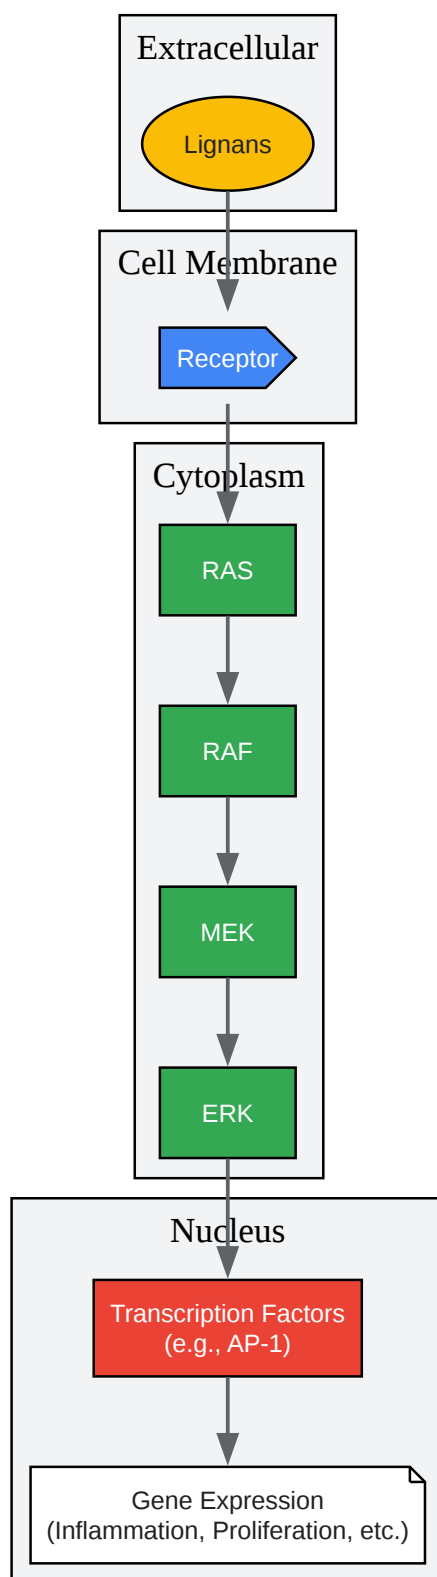 Extracellular
Lignans
Cell Membrane
Receptor
Cytoplasm
RAS
RAF
MEK
ERK
Nucleus
Transcription Factors
(e.g., AP-1)
Gene Expression
(Inflammation, Proliferation, etc.)